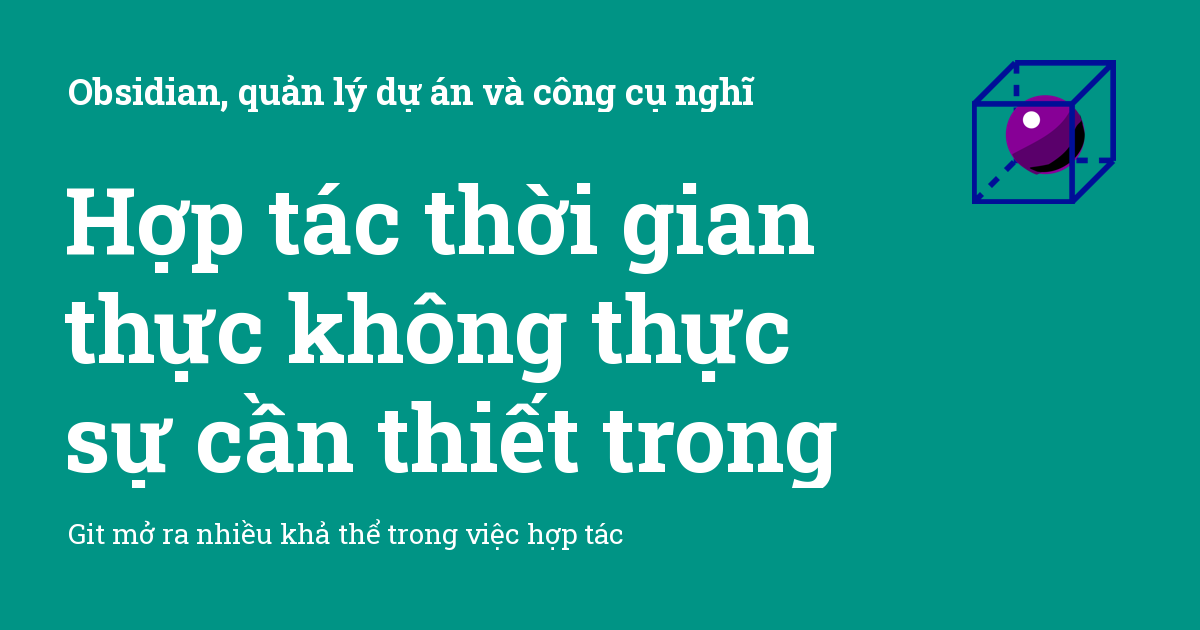 Obsidian, quản lý dự án và công cụ nghĩ
Hợp tác thời gian
thực không thực
sự cần thiết trong
Git mở ra nhiều khả thể trong việc hợp tác